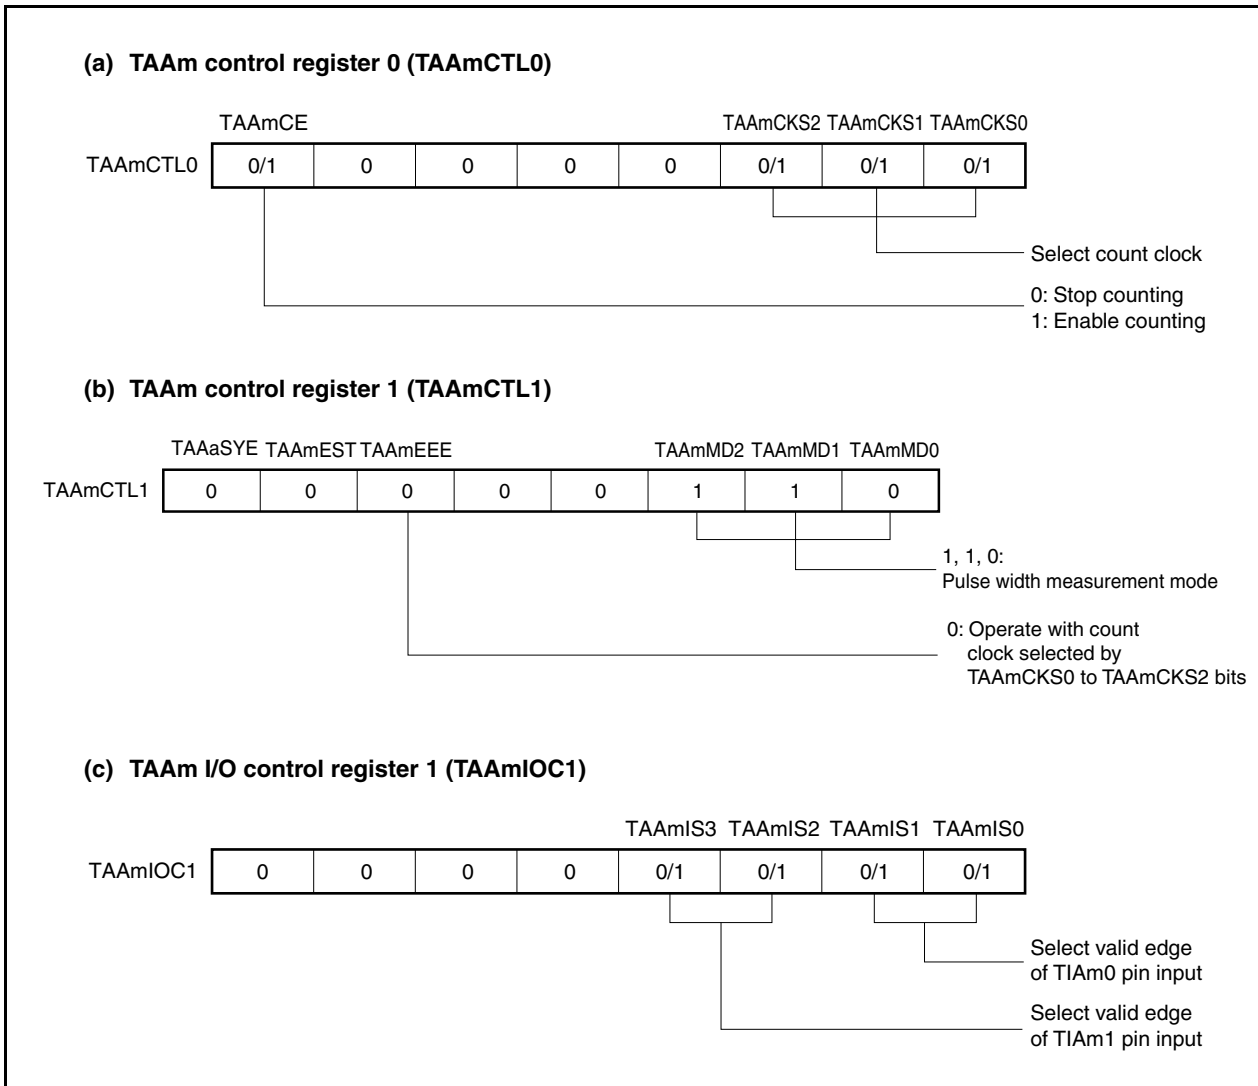 (a) TAAm control register 0 (TAAmCTL0)
TAAmCE TAAmCKS2 TAAmCKS1 TAAmCKS0
TAAmCTL0 0/1 0 0 0 0 0/1 0/1 0/1
Select count clock
0: Stop counting
1: Enable counting
(b) TAAm control register 1 (TAAmCTL1)
TAAaSYE TAAmEST TAAmEEE TAAmMD2 TAAmMD1 TAAmMD0
TAAmCTL1 0 0 0 0 0 1 1 0
1, 1, 0:
Pulse width measurement mode
0: Operate with count
clock selected by
TAAmCKS0 to TAAmCKS2 bits
(c) TAAm I/O control register 1 (TAAmIOC1)
TAAmIS3 TAAmIS2 TAAmIS1 TAAmIS0
TAAmIOC1 0 0 0 0 0/1 0/1 0/1 0/1
Select valid edge
of TIAm0 pin input
Select valid edge
of TIAm1 pin input